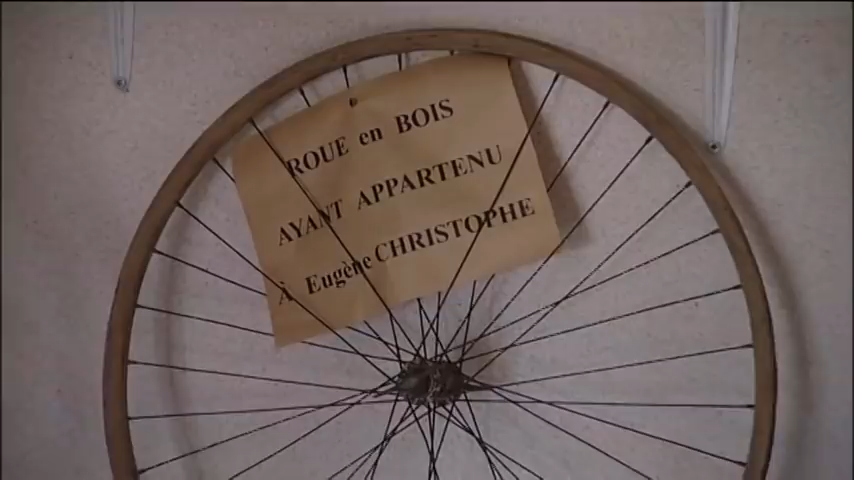 ROUE en BOIS
AYANT APPARTENU
À Eugène CHRISTOPHE